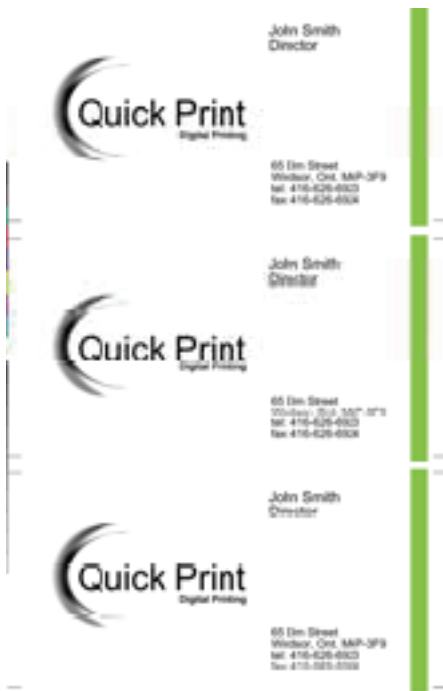 John Smith
Director
Quick Print
Digital Printing
65 Elm Street
Windsor, Ont. M4P-3F9
tel: 416-626-6923
fax:416-626-6924
John Smith
Director
Quick Print
Digital Printing
65 Elm Street
Windsor, Ont.
tel: 416-626-6923
fax:416-626-6924
John Smith
Director
Quick Print
Digital Printing
65 Elm Street
Windsor, Ont. M4P-3F9
tel: 416-626-6923